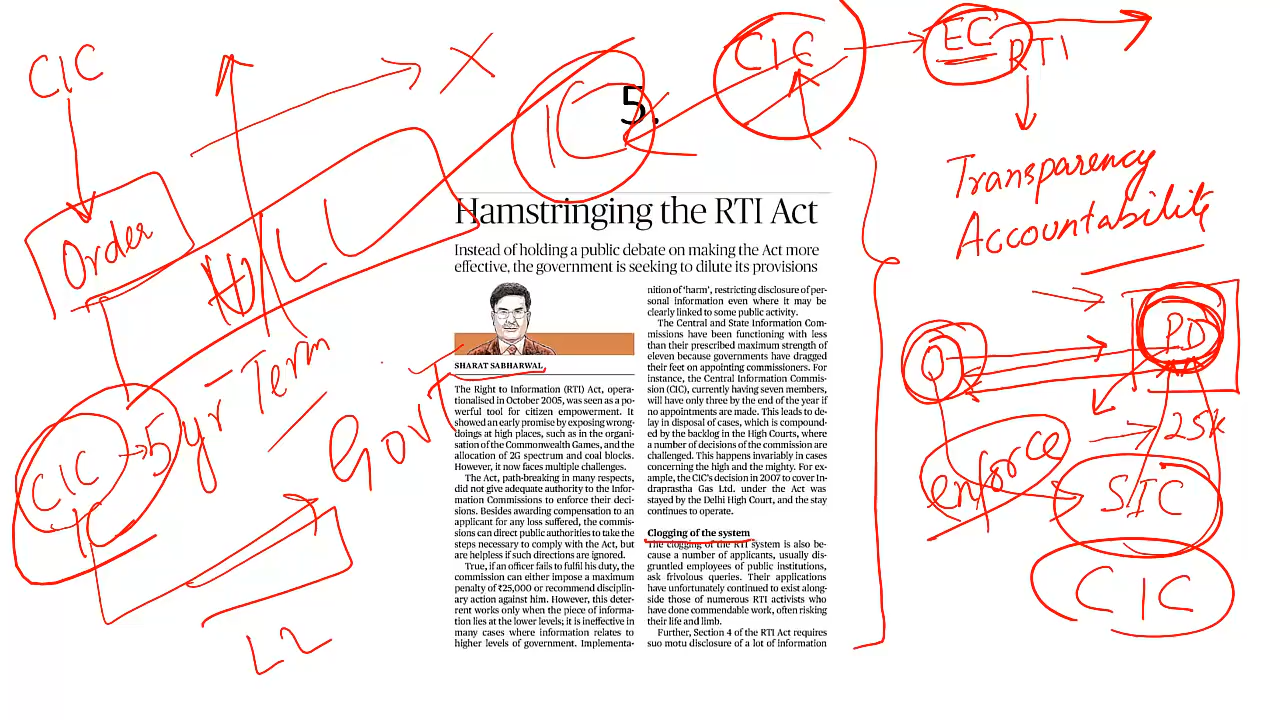 CIC
Order
CIC → 5 yr Term
IC
GovT
L2
IC
5.
CIC
EC
RTI
Transparency
Accountability
Q
P.D
25k
enforce
SIC
CIC
Hamstringing the RTI Act
Instead of holding a public debate on making the Act more
effective, the government is seeking to dilute its provisions
SHARAT SABHARWAL
The Right to Information (RTI) Act, opera-
tionalised in October 2005, was seen as a po-
werful tool for citizen empowerment. It
showed an early promise by exposing wrong-
doings at high places, such as in the organi-
sation of the Commonwealth Games, and the
allocation of 2G spectrum and coal blocks.
However, it now faces multiple challenges.
The Act, path-breaking in many respects,
did not give adequate authority to the Infor-
mation Commissions to enforce their deci-
sions. Besides awarding compensation to an
applicant for any loss suffered, the commis-
sions can direct public authorities to take the
steps necessary to comply with the Act, but
are helpless if such directions are ignored.
True, if an officer fails to fulfil his duty, the
commission can either impose a maximum
penalty of ₹25,000 or recommend disciplin-
ary action against him. However, this deter-
rent works only when the piece of informa-
tion lies at the lower levels; it is ineffective in
many cases where information relates to
higher levels of government. Implementa-
nition of ‘harm’, restricting disclosure of per-
sonal information even where it may be
clearly linked to some public activity.
The Central and State Information Com-
missions have been functioning with less
than their prescribed maximum strength of
eleven because governments have dragged
their feet on appointing commissioners. For
instance, the Central Information Commis-
sion (CIC), currently having seven members,
will have only three by the end of the year if
no appointments are made. This leads to de-
lay in disposal of cases, which is compound-
ed by the backlog in the High Courts, where
a number of decisions of the commission are
challenged. This happens invariably in cases
concerning the high and the mighty. For ex-
ample, the CIC’s decision in 2007 to cover In-
draprastha Gas Ltd. under the Act was
stayed by the Delhi High Court, and the stay
continues to operate.
Clogging of the system
The clogging of the RTI system is also be-
cause a number of applicants, usually dis-
gruntled employees of public institutions,
ask frivolous queries. Their applications
have unfortunately continued to exist along-
side those of numerous RTI activists who
have done commendable work, often risking
their life and limb.
Further, Section 4 of the RTI Act requires
suo motu disclosure of a lot of information